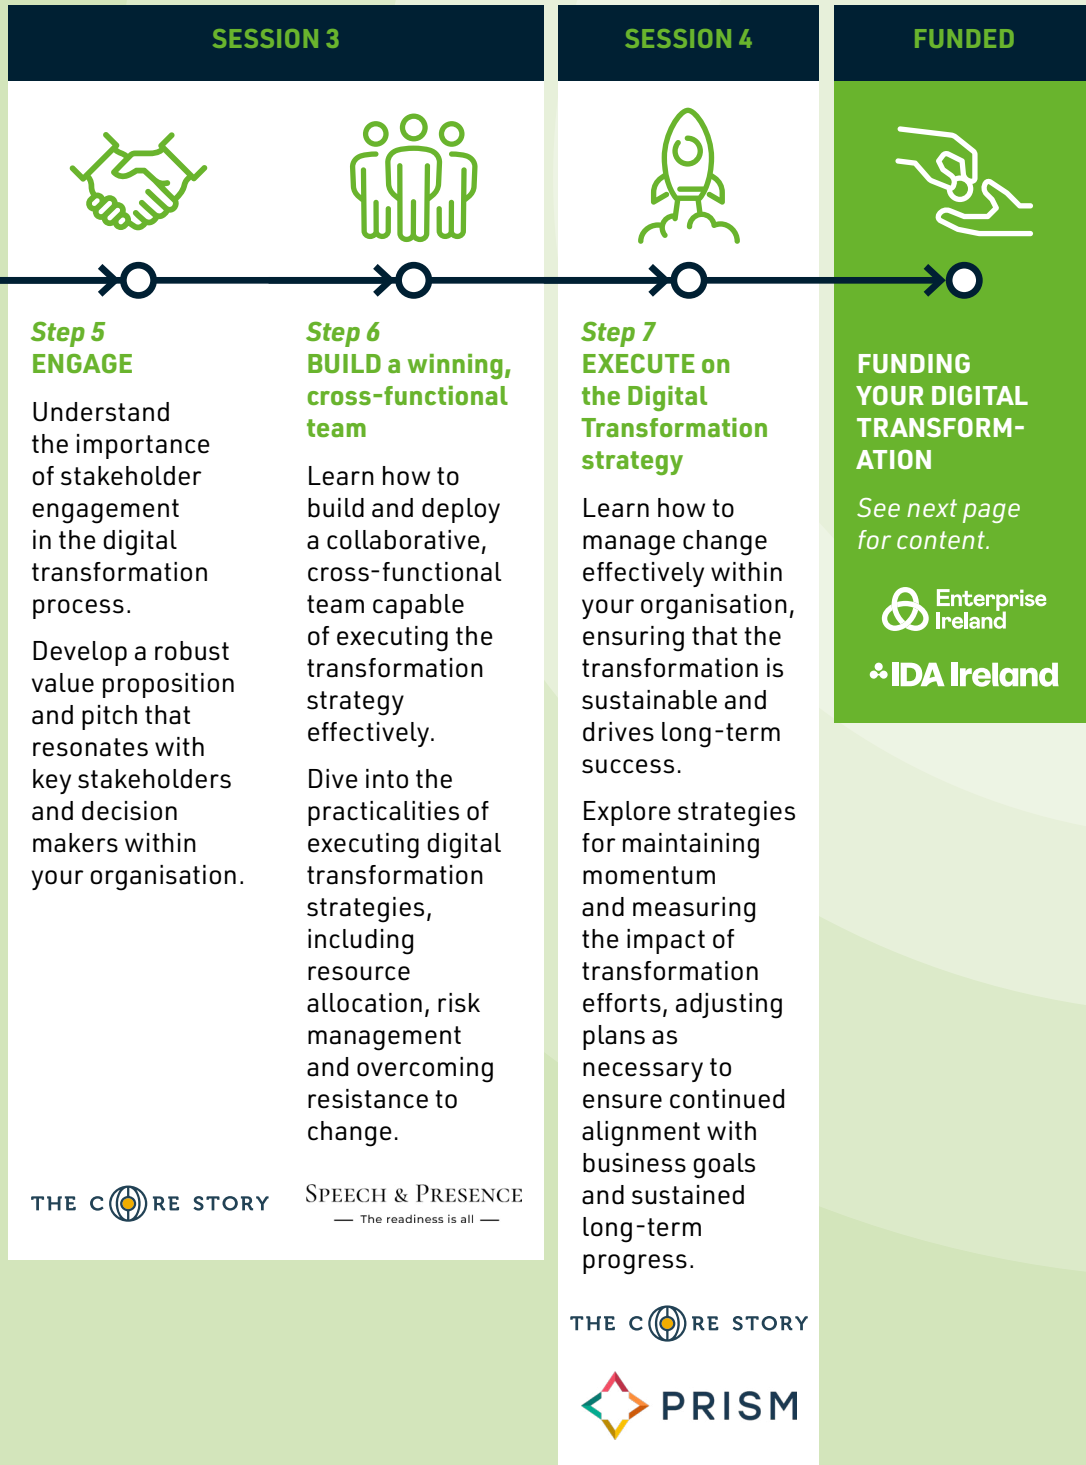 SESSION 3
Step 5
ENGAGE
Understand
the importance
of stakeholder
engagement
in the digital
transformation
process.
Develop a robust
value proposition
and pitch that
resonates with
key stakeholders
and decision
makers within
your organisation.
THE CORE STORY
Step 6
BUILD a winning,
cross-functional
team
Learn how to
build and deploy
a collaborative,
cross-functional
team capable
of executing the
transformation
strategy
effectively.
Dive into the
practicalities of
executing digital
transformation
strategies,
including
resource
allocation, risk
management
and overcoming
resistance to
change.
SPEECH & PRESENCE
The readiness is all
SESSION 4
Step 7
EXECUTE on
the Digital
Transformation
strategy
Learn how to
manage change
effectively within
your organisation,
ensuring that the
transformation is
sustainable and
drives long-term
success.
Explore strategies
for maintaining
momentum
and measuring
the impact of
transformation
efforts, adjusting
plans as
necessary to
ensure continued
alignment with
business goals
and sustained
long-term
progress.
THE CORE STORY
PRISM
FUNDED
FUNDING
YOUR DIGITAL
TRANSFORM-
ATION
See next page
for content.
Enterprise
Ireland
IDA Ireland